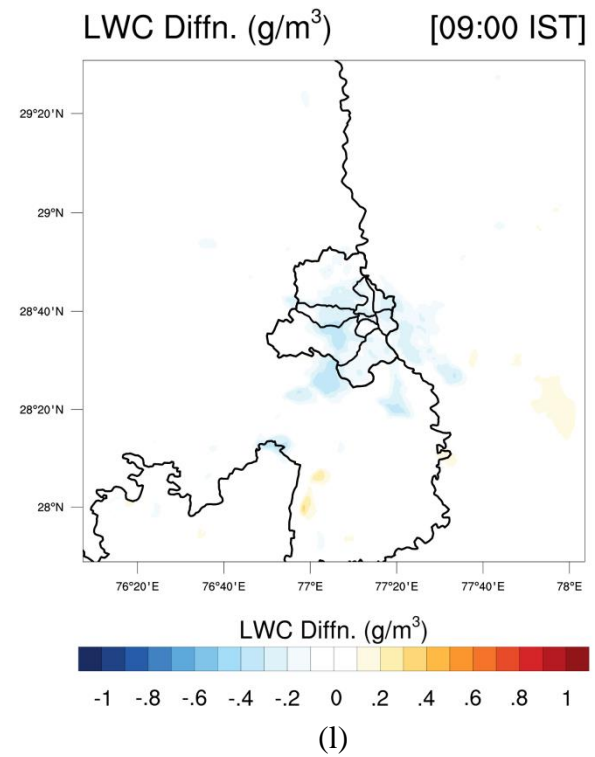 LWC Diffn. (g/m³) [09:00 IST]
29°20'N
29°N
28°40'N
28°20'N
28°N
76°20'E 76°40'E 77°E 77°20'E 77°40'E 78°E
LWC Diffn. (g/m³)
-1 -.8 -.6 -.4 -.2 0 .2 .4 .6 .8 1
(l)